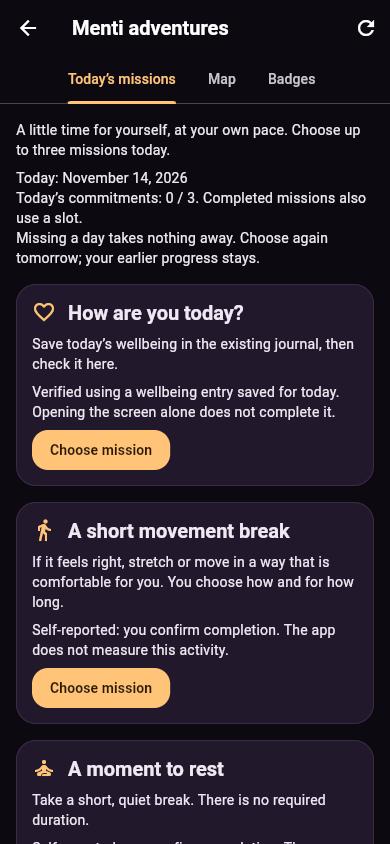 Menti adventures
Today's missions
Map
Badges
A little time for yourself, at your own pace. Choose up
to three missions today.
Today: November 14, 2026
Today's commitments: 0 / 3. Completed missions also
use a slot.
Missing a day takes nothing away. Choose again
tomorrow; your earlier progress stays.
How are you today?
Save today's wellbeing in the existing journal, then
check it here.
Verified using a wellbeing entry saved for today.
Opening the screen alone does not complete it.
Choose mission
A short movement break
If it feels right, stretch or move in a way that is
comfortable for you. You choose how and for how
long.
Self-reported: you confirm completion. The app
does not measure this activity.
Choose mission
A moment to rest
Take a short, quiet break. There is no required
duration.